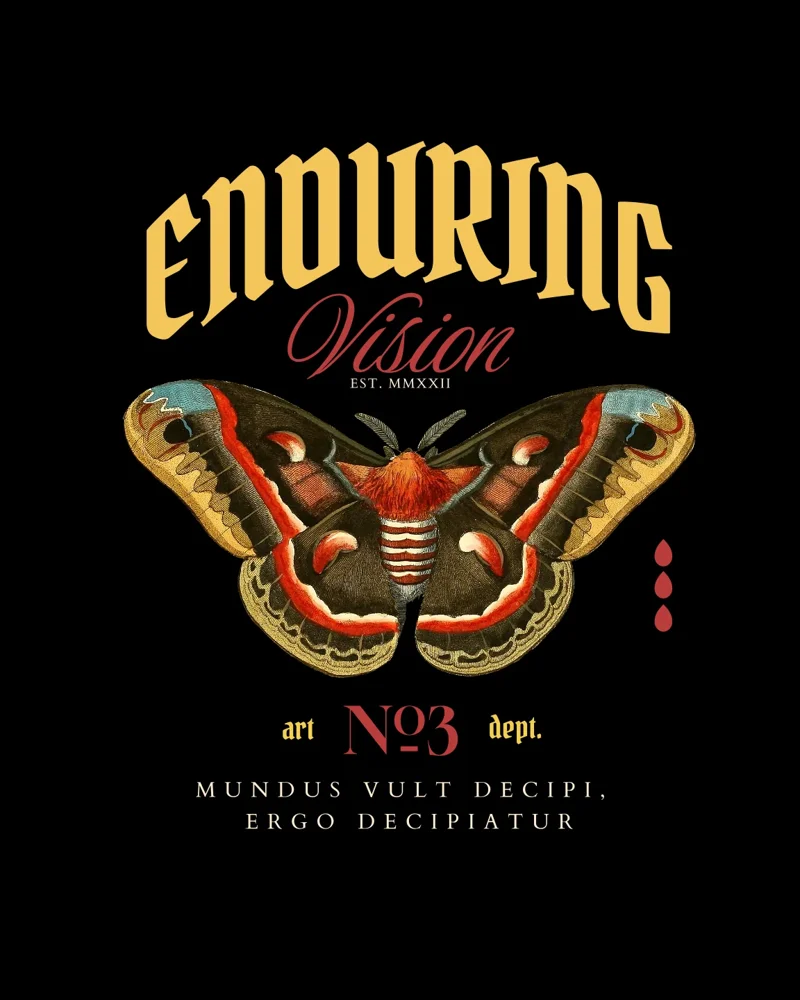 ENDURING
Vision
EST. MMXXII
art Nº3 dept.
MUNDUS VULT DECIPI,
ERGO DECIPIATUR